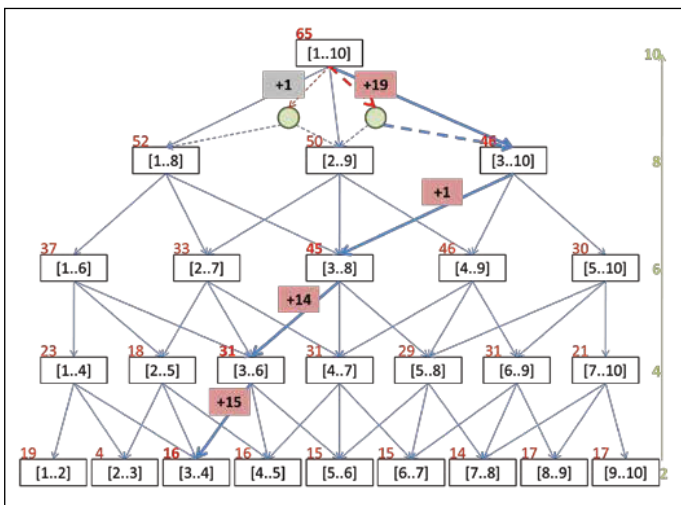 65
[1..10] 10
+1 +19
52 50 46
[1..8] [2..9] [3..10] 8
+1
37 33 45 46 30
[1..6] [2..7] [3..8] [4..9] [5..10] 6
+14
23 18 31 31 29 31 21
[1..4] [2..5] [3..6] [4..7] [5..8] [6..9] [7..10] 4
+15
19 4 16 16 15 15 14 17 17
[1..2] [2..3] [3..4] [4..5] [5..6] [6..7] [7..8] [8..9] [9..10] 2